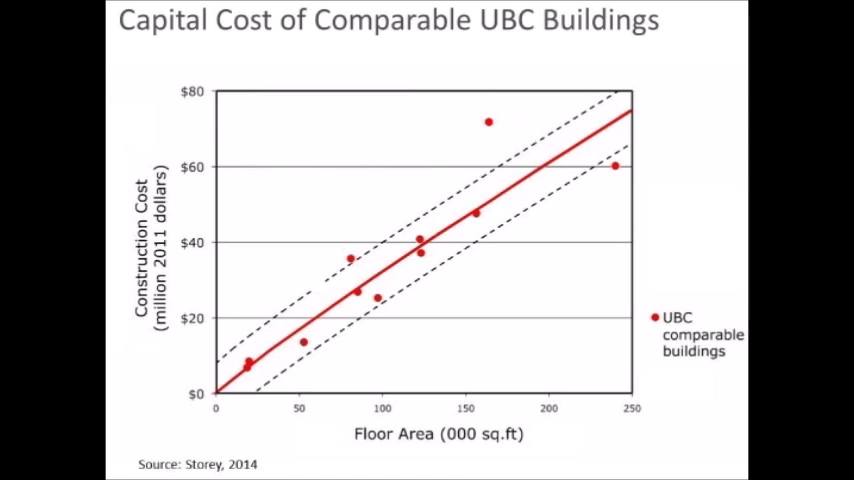 Capital Cost of Comparable UBC Buildings
$80
$60
$40
$20
$0
Construction Cost
(million 2011 dollars)
0 50 100 150 200 250
Floor Area (000 sq.ft)
UBC
comparable
buildings
Source: Storey, 2014